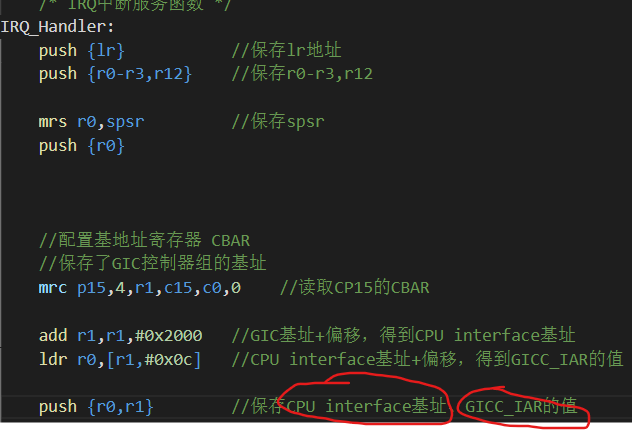 /* IRQ中断服务函数 */
IRQ_Handler:
push {lr} //保存lr地址
push {r0-r3,r12} //保存r0-r3,r12
mrs r0,spsr //保存spsr
push {r0}
//配置基地址寄存器 CBAR
//保存了GIC控制器组的基址
mrc p15,4,r1,c15,c0,0 //读取CP15的CBAR
add r1,r1,#0x2000 //GIC基址+偏移，得到CPU interface基址
ldr r0,[r1,#0x0c] //CPU interface基址+偏移，得到GICC_IAR的值
push {r0,r1} //保存CPU interface基址，GICC_IAR的值